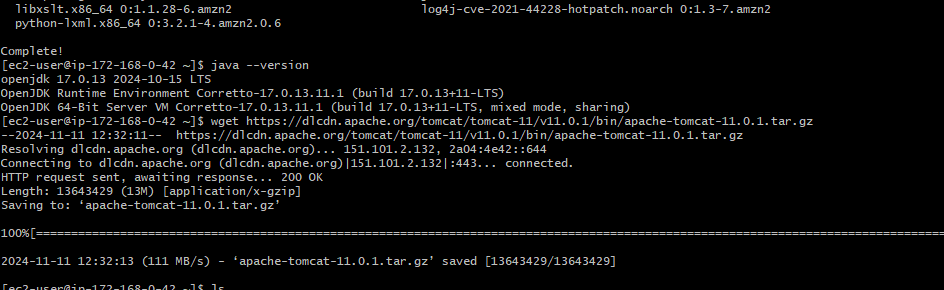 libxslt.x86_64 0:1.1.28-6.amzn2 log4j-cve-2021-44228-hotpatch.noarch 0:1.3-7.amzn2
python-lxml.x86_64 0:3.2.1-4.amzn2.0.6
Complete!
[ec2-user@ip-172-168-0-42 ~]$ java --version
openjdk 17.0.13 2024-10-15 LTS
OpenJDK Runtime Environment Corretto-17.0.13.11.1 (build 17.0.13+11-LTS)
OpenJDK 64-Bit Server VM Corretto-17.0.13.11.1 (build 17.0.13+11-LTS, mixed mode, sharing)
[ec2-user@ip-172-168-0-42 ~]$ wget https://dlcdn.apache.org/tomcat/tomcat-11/v11.0.1/bin/apache-tomcat-11.0.1.tar.gz
--2024-11-11 12:32:11-- https://dlcdn.apache.org/tomcat/tomcat-11/v11.0.1/bin/apache-tomcat-11.0.1.tar.gz
Resolving dlcdn.apache.org (dlcdn.apache.org)... 151.101.2.132, 2a04:4e42::644
Connecting to dlcdn.apache.org (dlcdn.apache.org)|151.101.2.132|:443... connected.
HTTP request sent, awaiting response... 200 OK
Length: 13643429 (13M) [application/x-gzip]
Saving to: ‘apache-tomcat-11.0.1.tar.gz’
100%[==================================================================================================================================
2024-11-11 12:32:13 (111 MB/s) - ‘apache-tomcat-11.0.1.tar.gz’ saved [13643429/13643429]
[ec2-user@ip-172-168-0-42 ~]$ ls